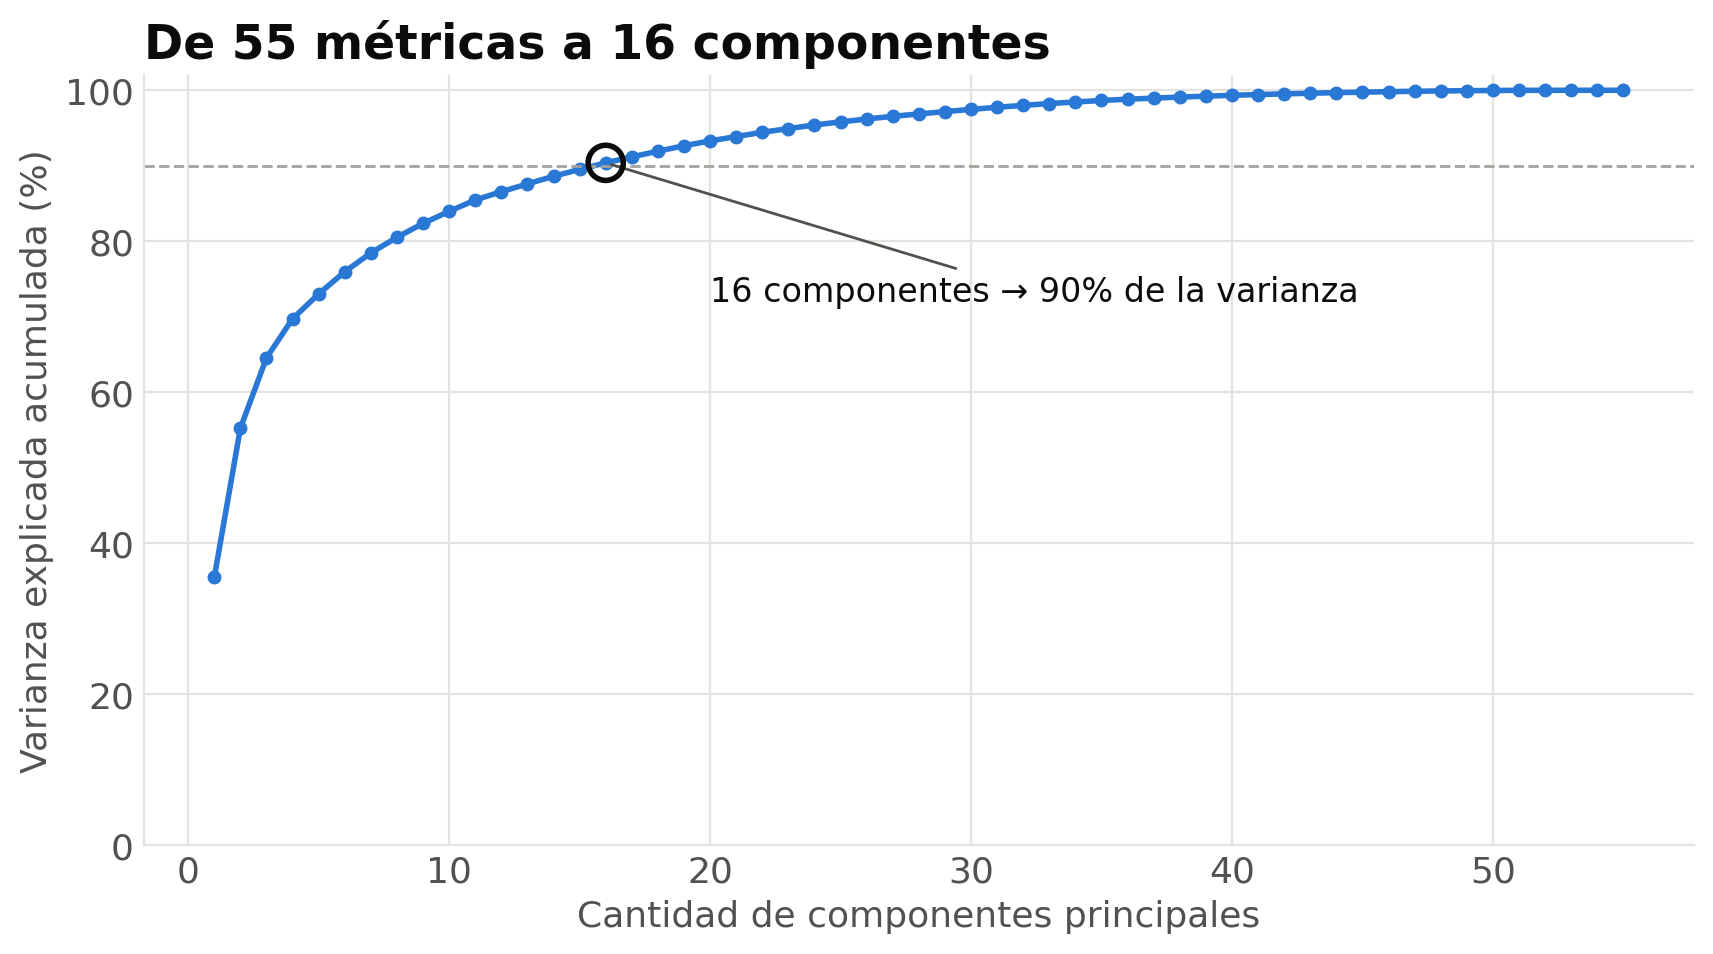 De 55 métricas a 16 componentes
Varianza explicada acumulada (%)
100
80
60
40
20
0
16 componentes → 90% de la varianza
0 10 20 30 40 50
Cantidad de componentes principales